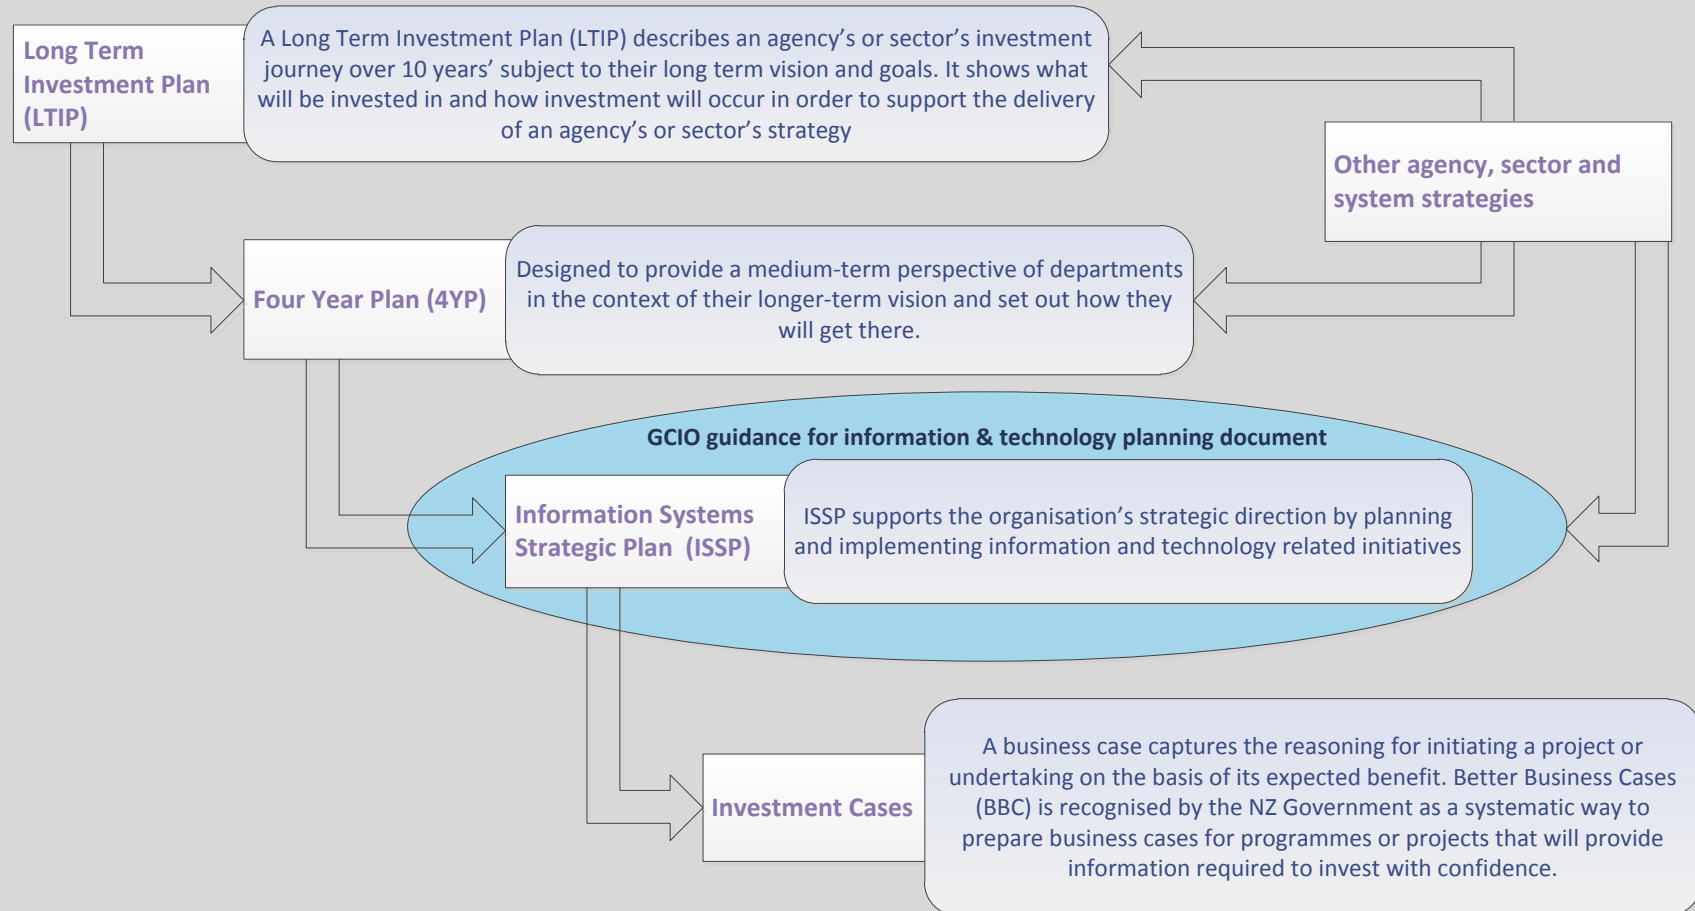 Long Term
Investment Plan
(LTIP)
A Long Term Investment Plan (LTIP) describes an agency’s or sector’s investment
journey over 10 years’ subject to their long term vision and goals. It shows what
will be invested in and how investment will occur in order to support the delivery
of an agency’s or sector’s strategy
Other agency, sector and
system strategies
Four Year Plan (4YP)
Designed to provide a medium-term perspective of departments
in the context of their longer-term vision and set out how they
will get there.
GCIO guidance for information & technology planning document
Information Systems
Strategic Plan  (ISSP)
ISSP supports the organisation’s strategic direction by planning
and implementing information and technology related initiatives
Investment Cases
A business case captures the reasoning for initiating a project or
undertaking on the basis of its expected benefit. Better Business Cases
(BBC) is recognised by the NZ Government as a systematic way to
prepare business cases for programmes or projects that will provide
information required to invest with confidence.